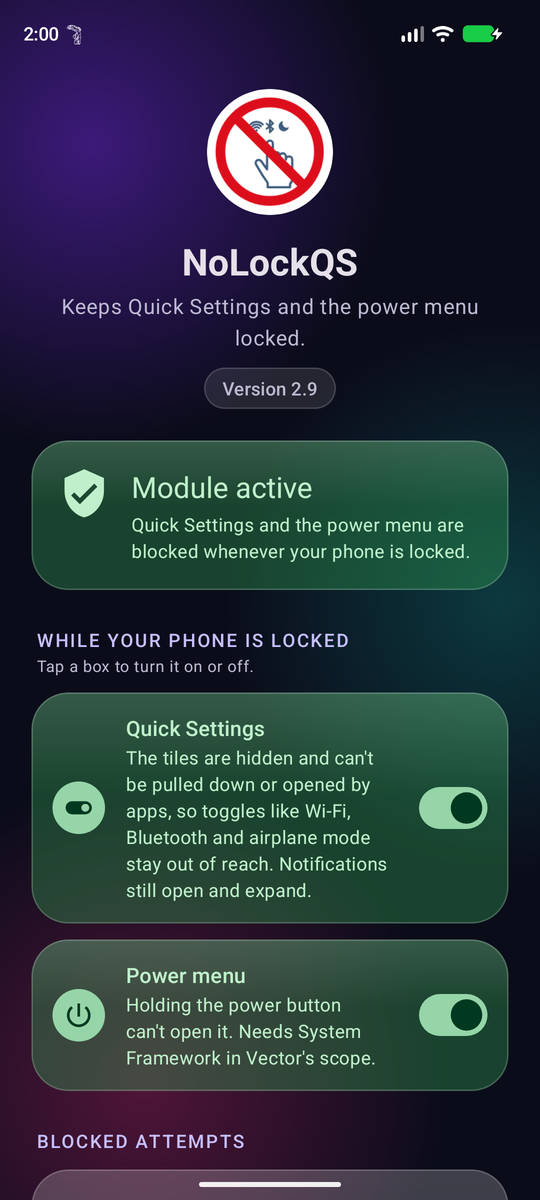 2:00
NoLockQS
Keeps Quick Settings and the power menu
locked.
Version 2.9
Module active
Quick Settings and the power menu are
blocked whenever your phone is locked.
WHILE YOUR PHONE IS LOCKED
Tap a box to turn it on or off.
Quick Settings
The tiles are hidden and can't
be pulled down or opened by
apps, so toggles like Wi-Fi,
Bluetooth and airplane mode
stay out of reach. Notifications
still open and expand.
Power menu
Holding the power button
can't open it. Needs System
Framework in Vector's scope.
BLOCKED ATTEMPTS